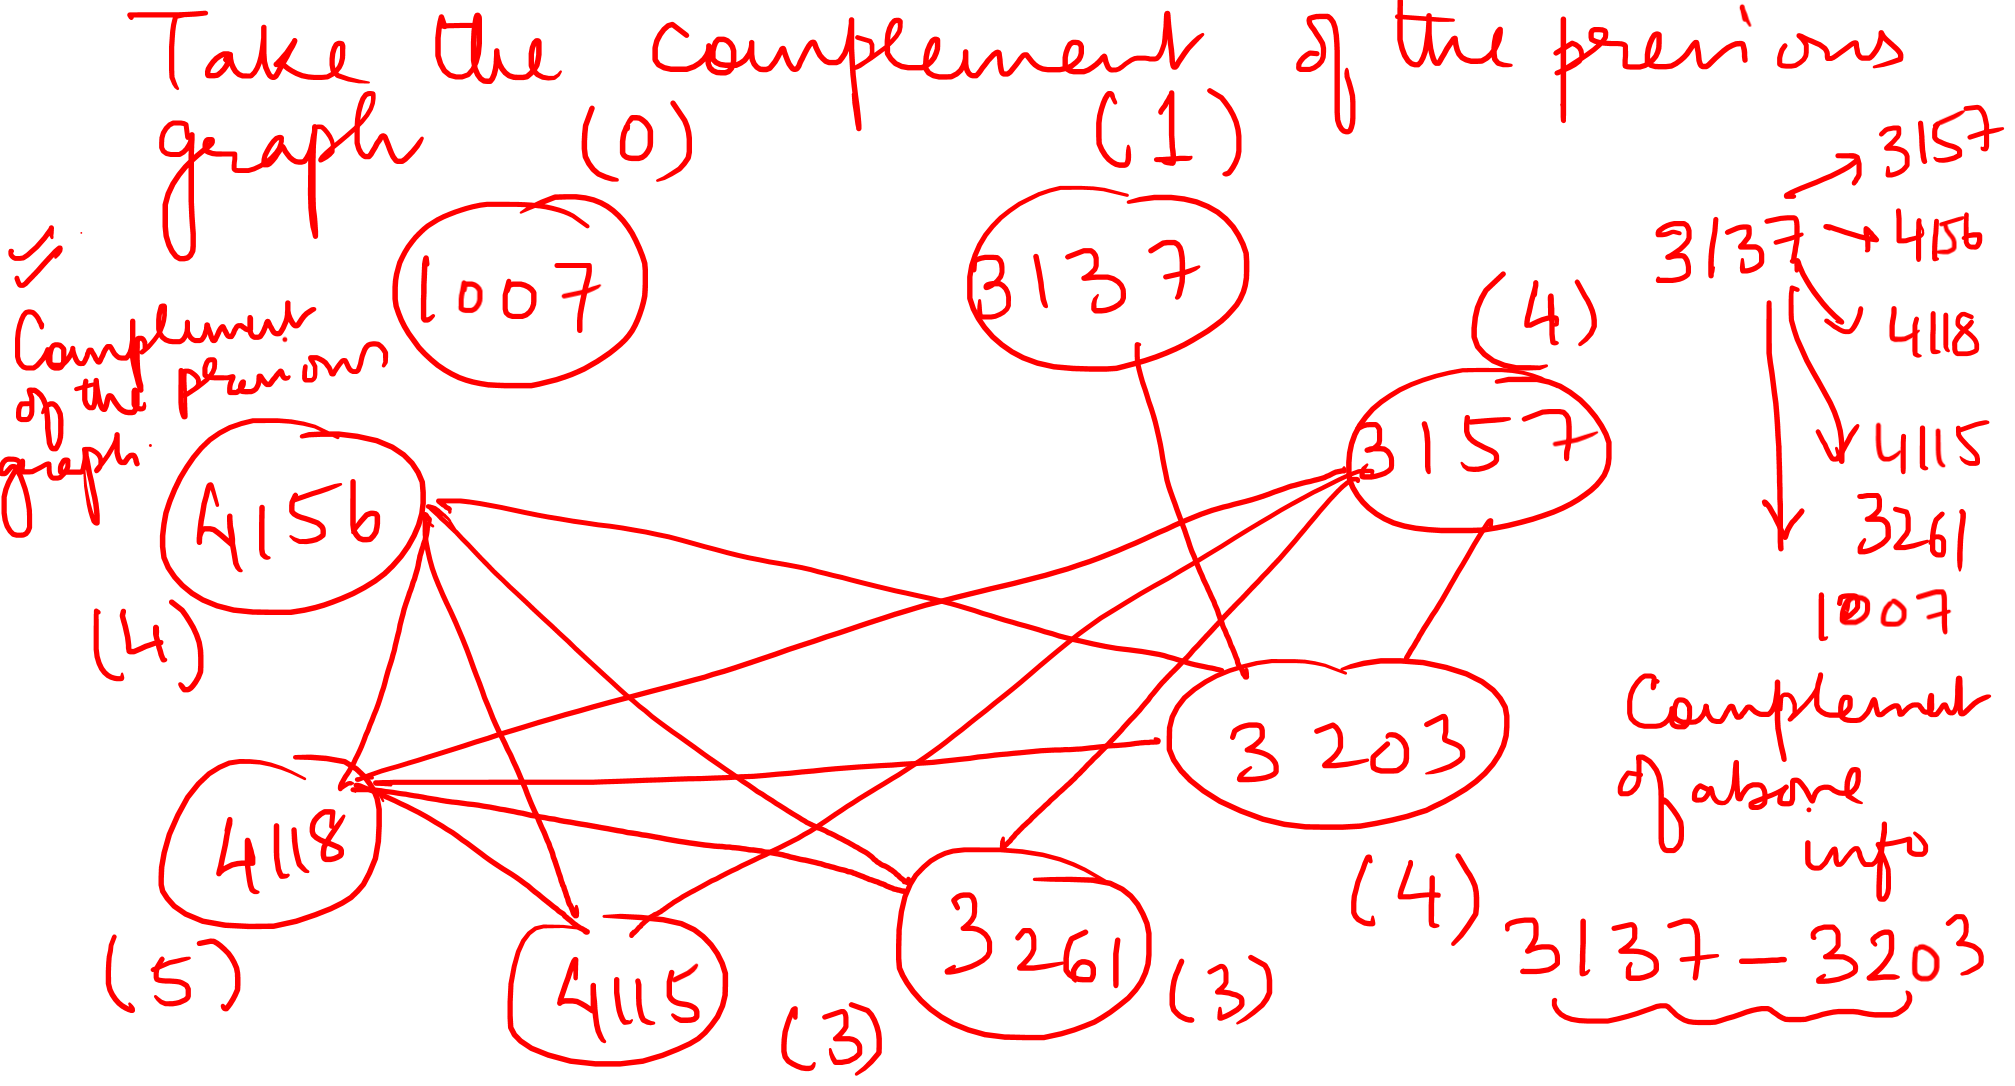 Take the complement of the previous
graph
(0)
(1)
1007
3137
(4)
3157
Complement
of the previous
graph.
4156
(4)
4118
(5)
4115
(3)
3261
(3)
3203
(4)
3137
3157
4156
4118
4115
3261
1007
Complement
of above
info
3137 - 3203